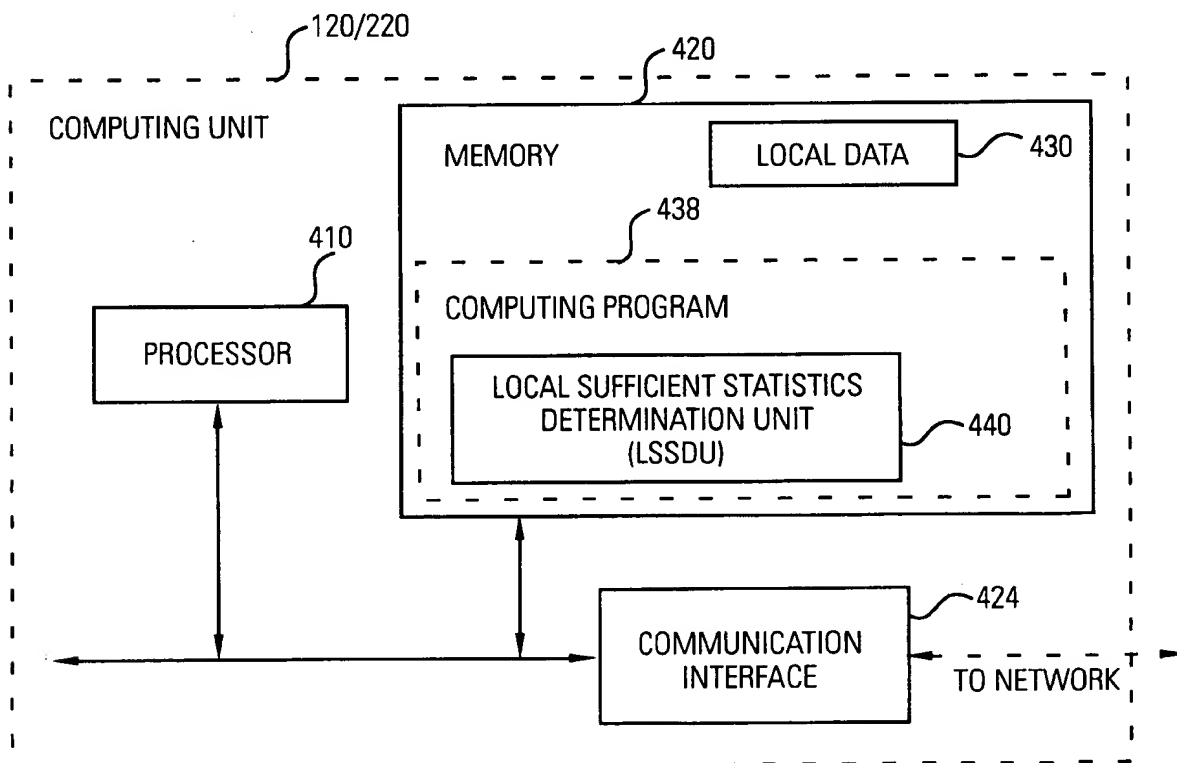 120/220
420
COMPUTING UNIT
MEMORY
LOCAL DATA
430
438
410
COMPUTING PROGRAM
PROCESSOR
LOCAL SUFFICIENT STATISTICS
DETERMINATION UNIT
(LSSDU)
440
424
COMMUNICATION
INTERFACE
TO NETWORK